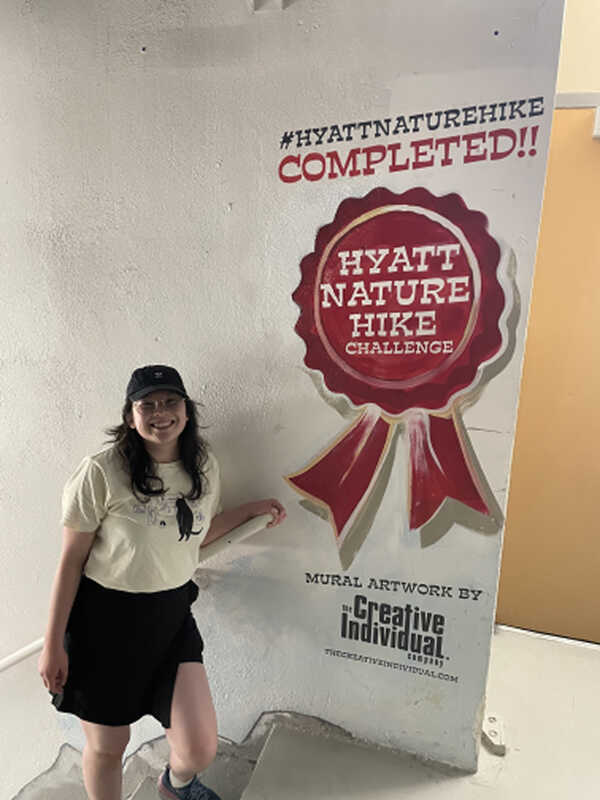 #HYATTNATUREHIKE
COMPLETED!!
HYATT
NATURE
HIKE
CHALLENGE
MURAL ARTWORK BY
the Creative
Individual
company
THECREATIVEINDIVIDUAL.COM